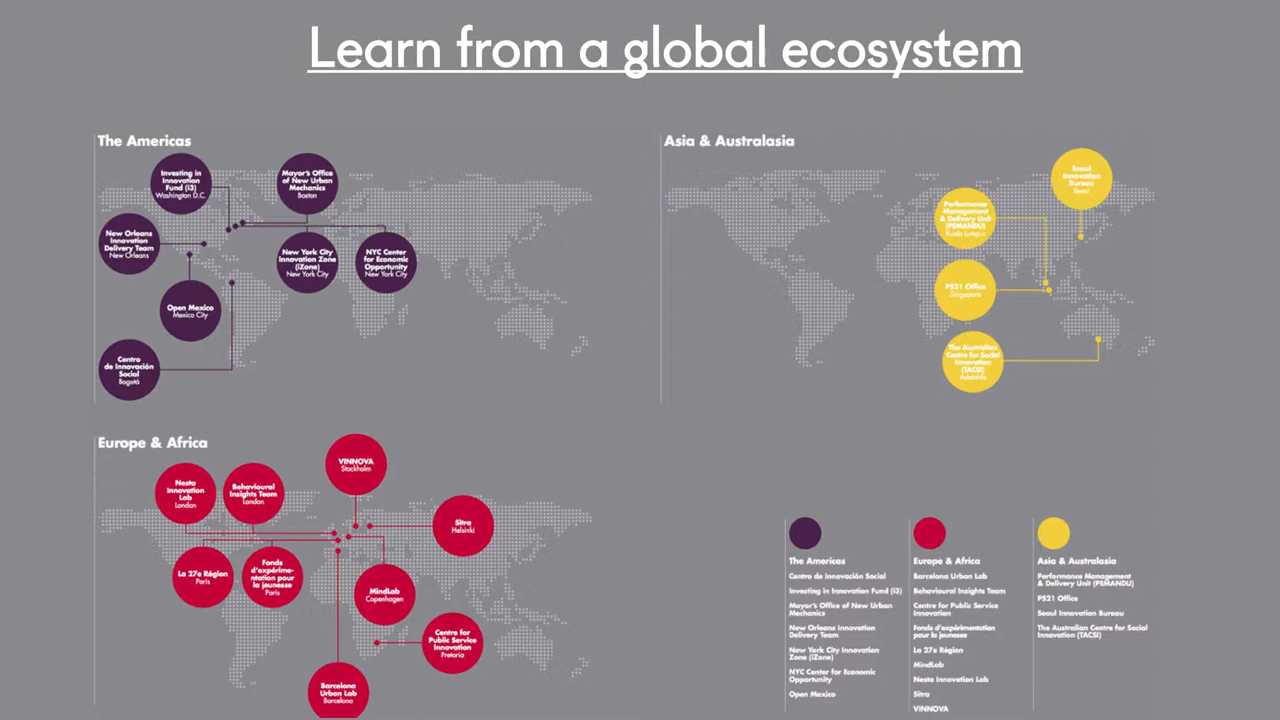 Learn from a global ecosystem
The Americas
Investing in
Innovation
Fund (i3)
Washington D.C.
Mayor's Office
of New Urban
Mechanics
Boston
New Orleans
Innovation
Delivery Team
New Orleans
New York City
Innovation Zone
(iZone)
New York City
NYC Center
for Economic
Opportunity
New York City
Open Mexico
Mexico City
Centro
de Innovación
Social
Bogotá
Asia & Australasia
Seoul
Innovation
Bureau
Seoul
Performance
Management
& Delivery Unit
(PEMANDU)
Kuala Lumpur
PS21 Office
Singapore
The Australian
Centre for Social
Innovation
(TACSI)
Adelaide
Europe & Africa
VINNOVA
Stockholm
Nesta
Innovation
Lab
London
Behavioural
Insights Team
London
Sitra
Helsinki
La 27e Région
Paris
Fonds
d'expérime-
ntation pour
la jeunesse
Paris
MindLab
Copenhagen
Centre for
Public Service
Innovation
Pretoria
Barcelona
Urban Lab
Barcelona
The Americas
Centro de Innovación Social
Investing in Innovation Fund (i3)
Mayor's Office of New Urban
Mechanics
New Orleans Innovation
Delivery Team
New York City Innovation
Zone (iZone)
NYC Center for Economic
Opportunity
Open Mexico
Europe & Africa
Barcelona Urban Lab
Behavioural Insights Team
Centre for Public Service
Innovation
Fonds d'expérimentation
pour la jeunesse
La 27e Région
MindLab
Nesta Innovation Lab
Sitra
VINNOVA
Asia & Australasia
Performance Management
& Delivery Unit (PEMANDU)
PS21 Office
Seoul Innovation Bureau
The Australian Centre for Social
Innovation (TACSI)